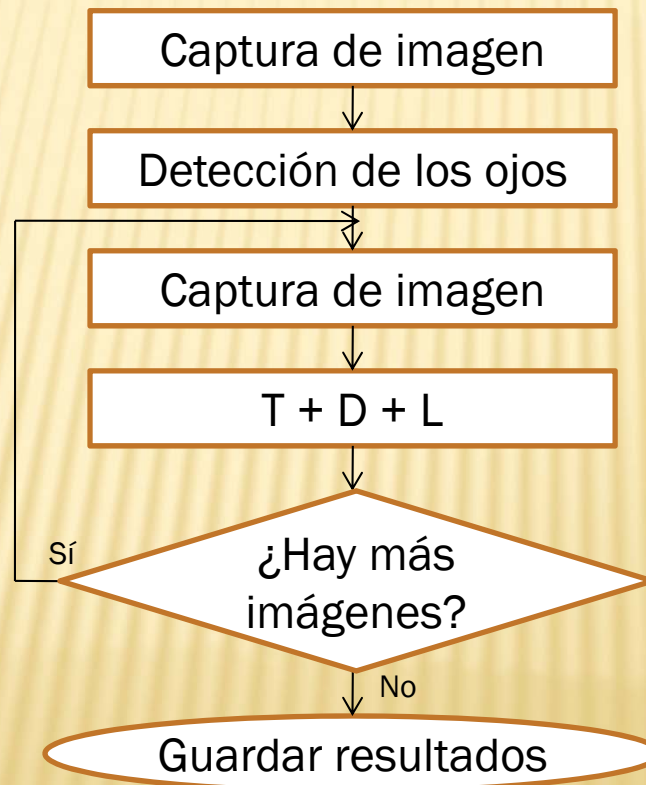 Captura de imagen
Detección de los ojos
Captura de imagen
T + D + L
¿Hay más
imágenes?
Sí
No
Guardar resultados